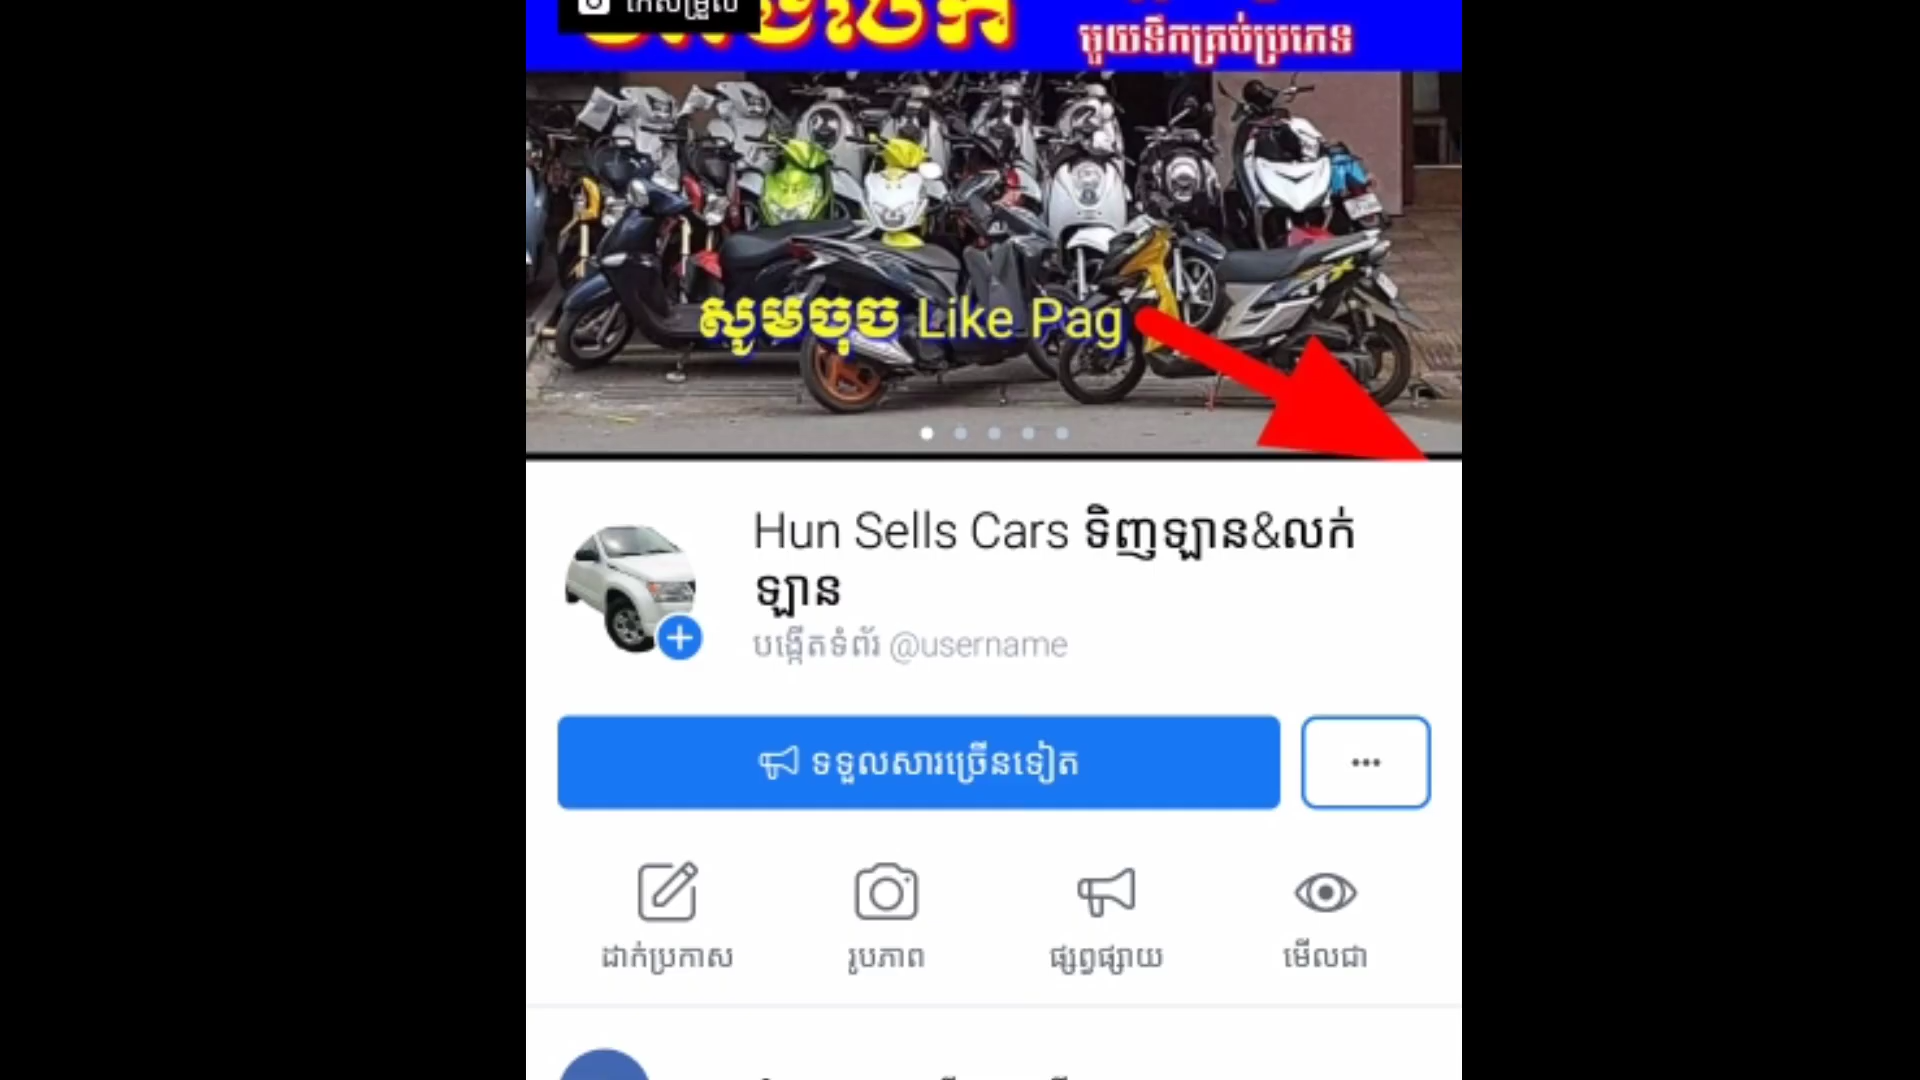 មួយទឹកគ្រប់ប្រភេទ
សូមចុច Like Pag
Hun Sells Cars ទិញឡាន&លក់
ឡាន
បង្កើតទំព័រ @username
ទទួលសារច្រើនទៀត
ដាក់ប្រកាស
រូបភាព
ផ្សព្វផ្សាយ
មើលជា